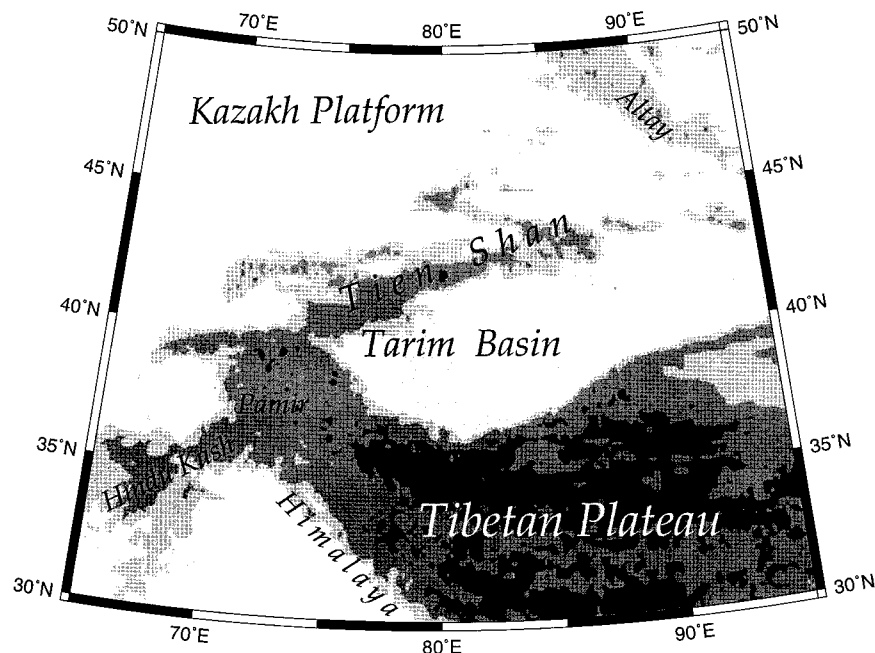 70˚E
80˚E
90˚E
50˚N
50˚N
Kazakh Platform
Altay
45˚N
45˚N
Tien Shan
40˚N
40˚N
Tarim Basin
Pamir
35˚N
35˚N
Hindu Kush
Himalaya
Tibetan Plateau
30˚N
30˚N
70˚E
80˚E
90˚E